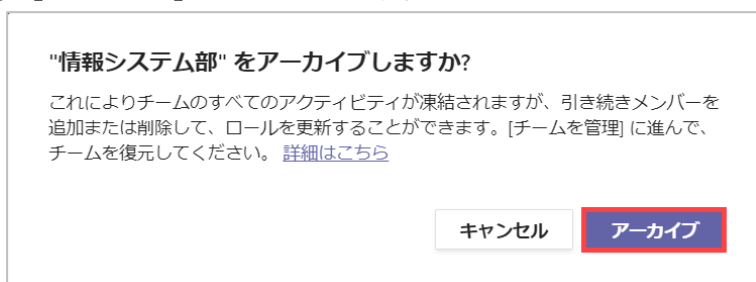 "情報システム部" をアーカイブしますか?
これによりチームのすべてのアクティビティが凍結されますが、引き続きメンバーを
追加または削除して、ロールを更新することができます。[チームを管理] に進んで、
チームを復元してください。 詳細はこちら
キャンセル アーカイブ